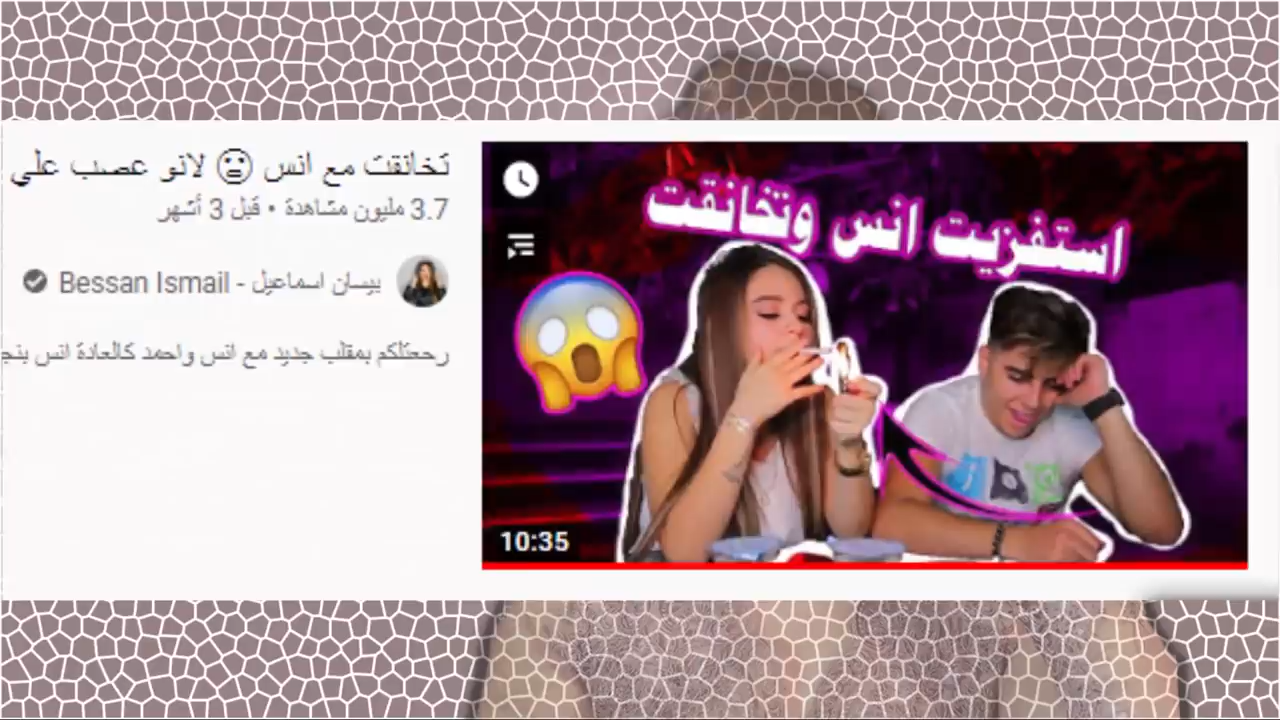 تخانقت مع انس 😲 لانو عصب علي
3.7 مليون مشاهدة • قبل 3 أشهر
بيسان اسماعيل - Bessan Ismail
رجعتلكم بمقلب جديد مع انس واحمد كالعادة انس
استفزيت انس وتخانقت
10:35